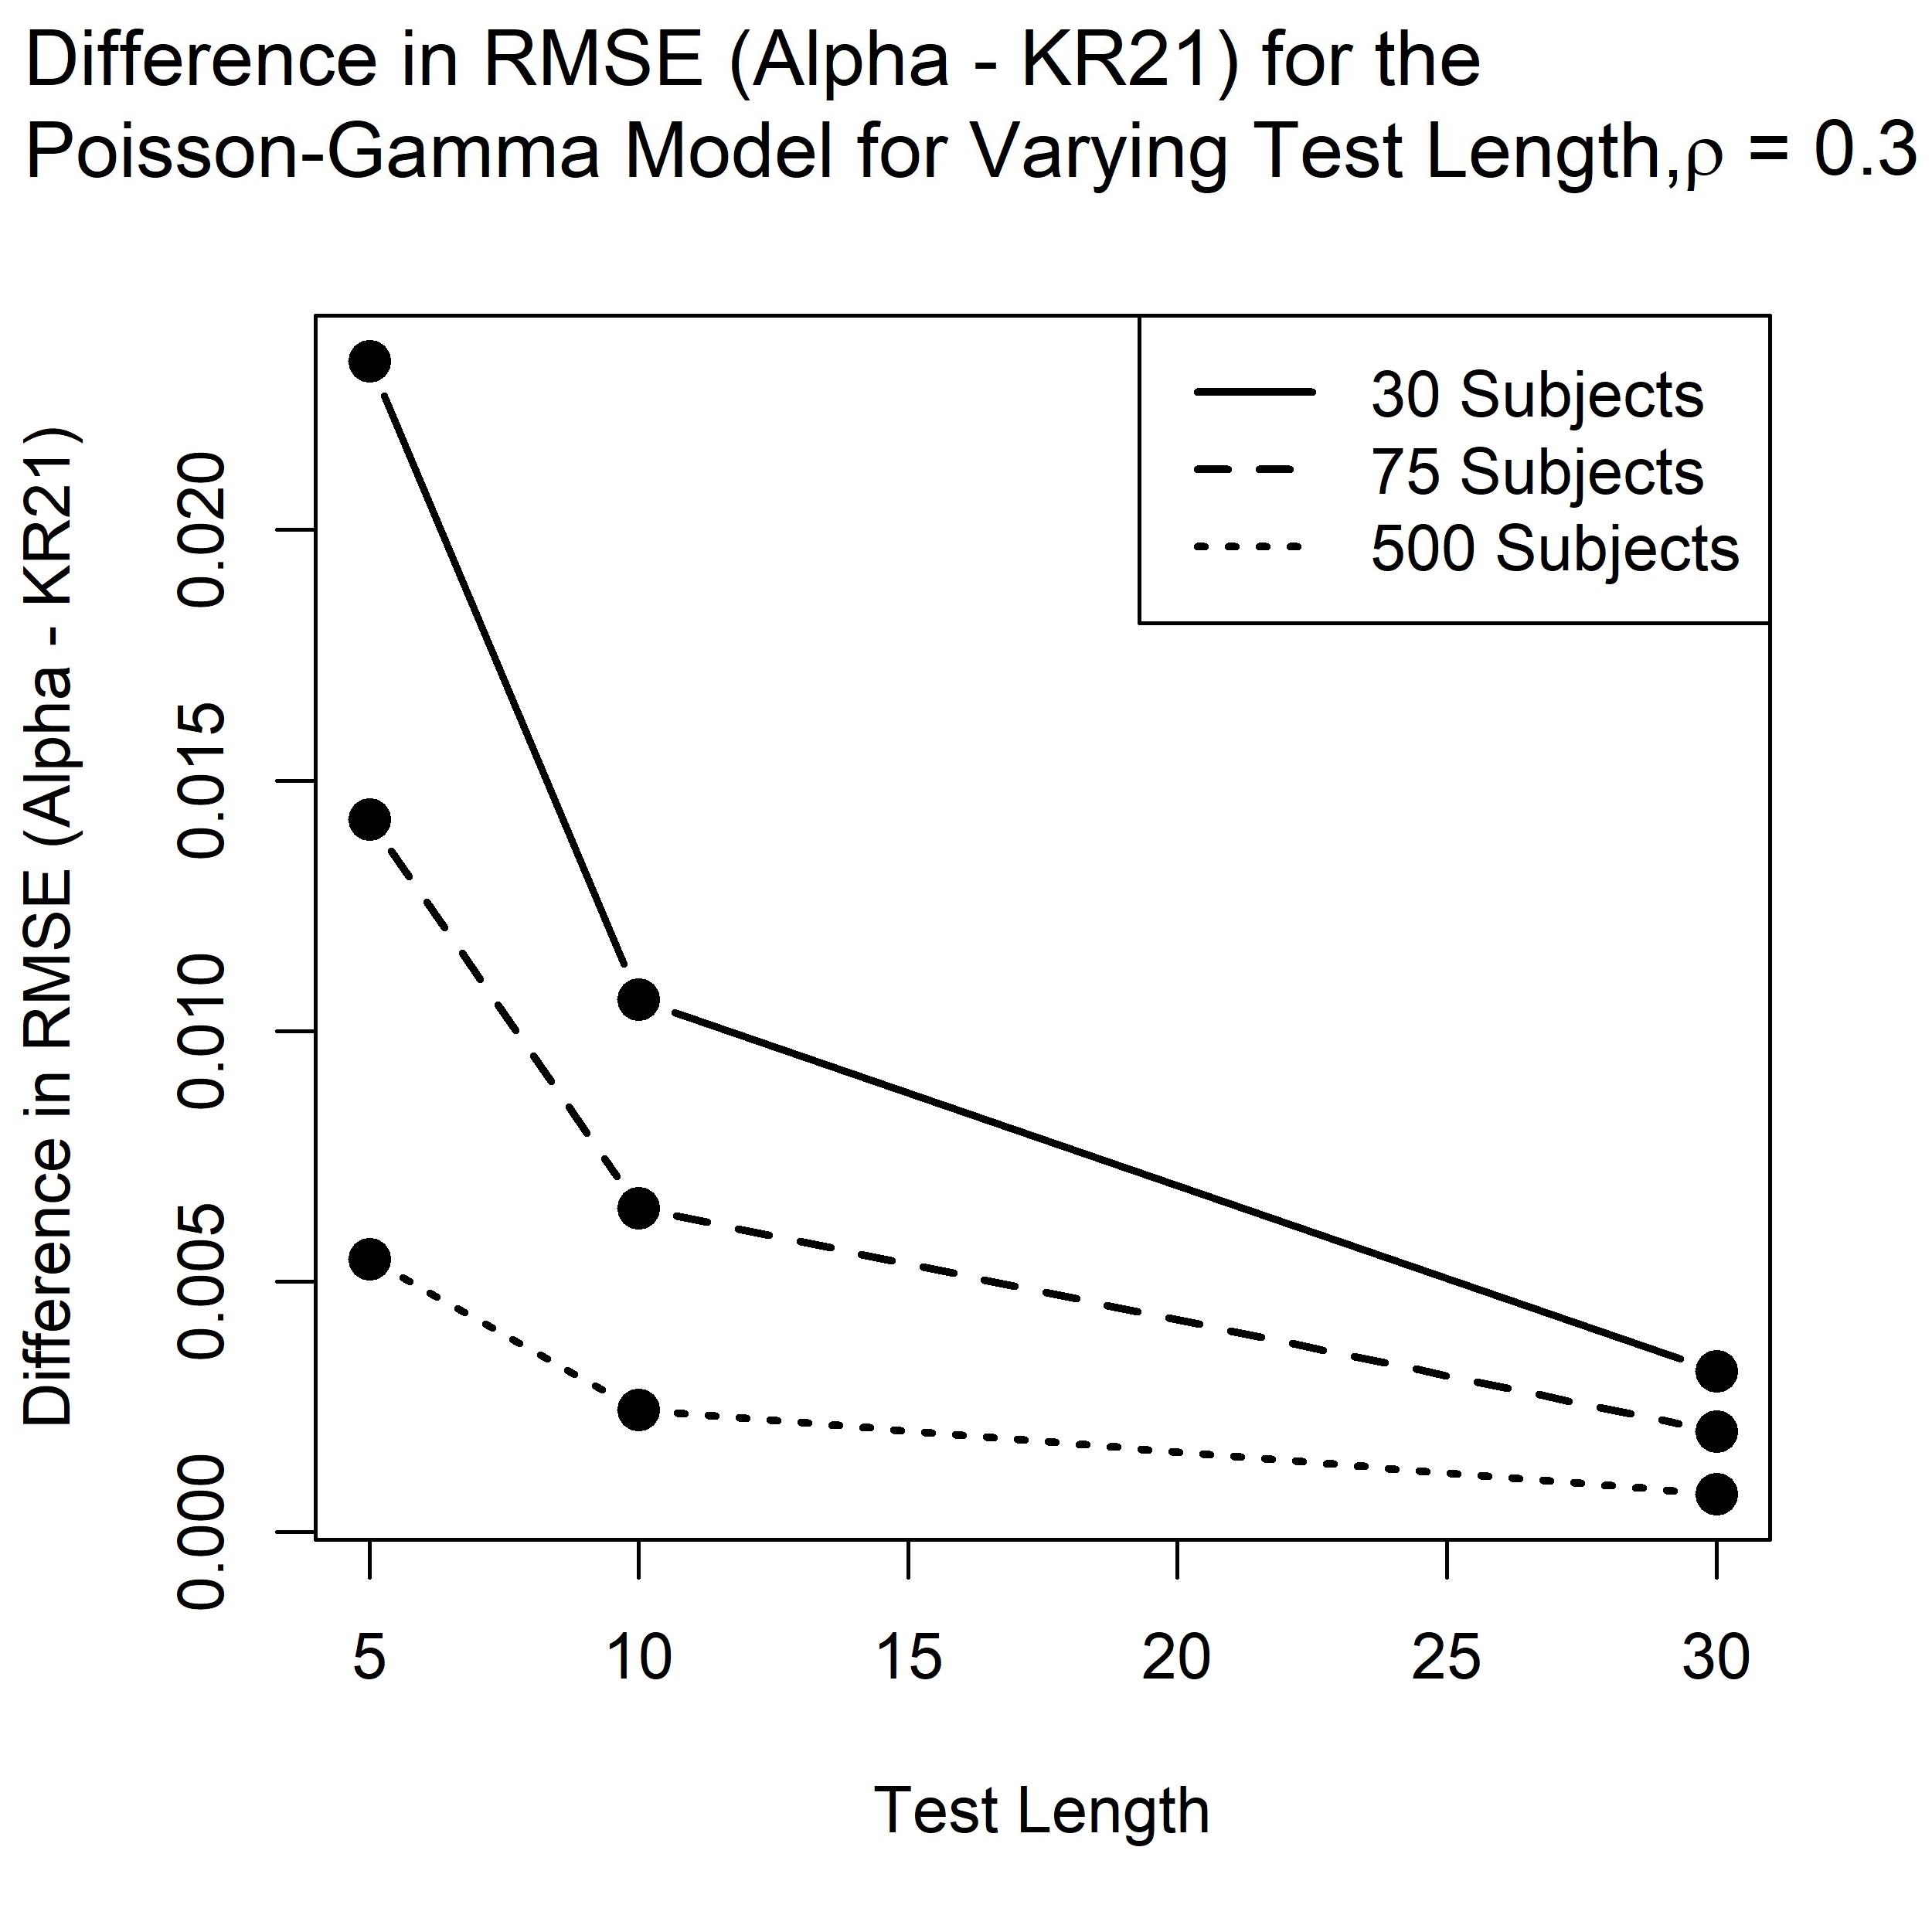 Difference in RMSE (Alpha - KR21) for the
Poisson-Gamma Model for Varying Test Length,ρ = 0.3
30 Subjects
75 Subjects
500 Subjects
Difference in RMSE (Alpha - KR21)
0.020
0.015
0.010
0.005
0.000
5 10 15 20 25 30
Test Length